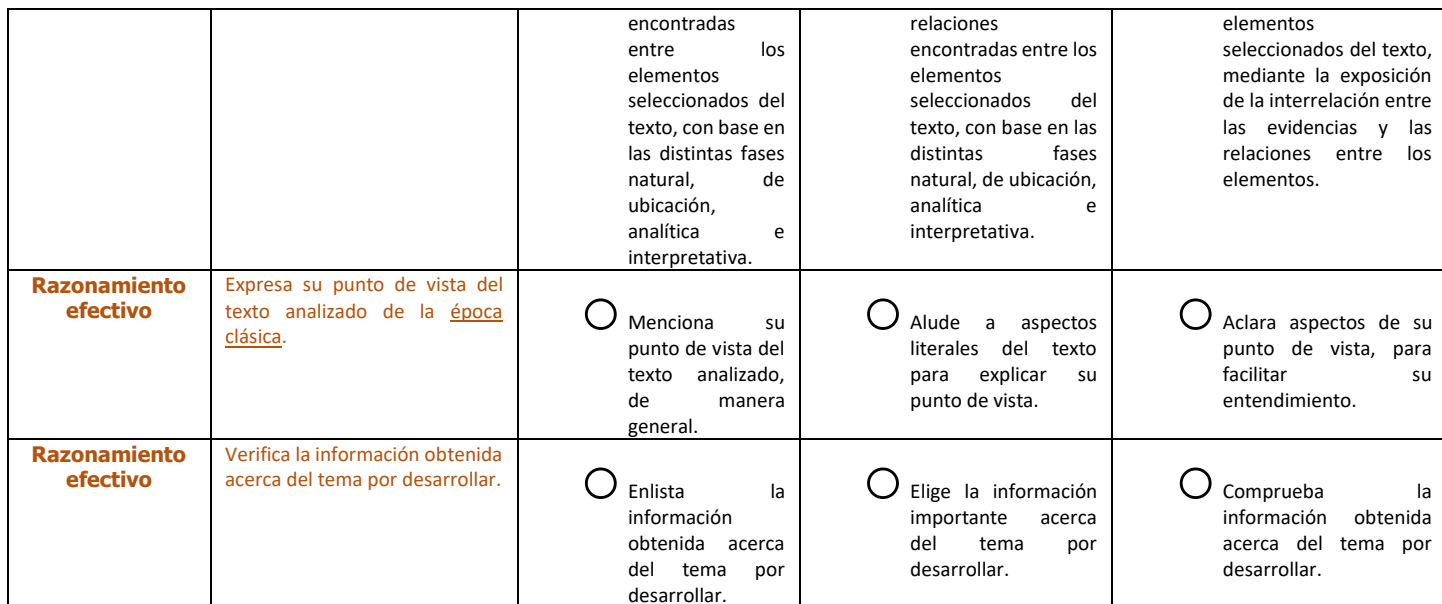 encontradas
entre los
elementos
seleccionados del
texto, con base en
las distintas fases
natural, de
ubicación,
analítica e
interpretativa.
relaciones
encontradas entre los
elementos
seleccionados del
texto, con base en las
distintas fases
natural, de ubicación,
analítica e
interpretativa.
elementos
seleccionados del texto,
mediante la exposición
de la interrelación entre
las evidencias y las
relaciones entre los
elementos.
Razonamiento
efectivo
Expresa su punto de vista del
texto analizado de la época
clásica.
Menciona su
punto de vista del
texto analizado,
de manera
general.
Alude a aspectos
literales del texto
para explicar su
punto de vista.
Aclara aspectos de su
punto de vista, para
facilitar su
entendimiento.
Razonamiento
efectivo
Verifica la información obtenida
acerca del tema por desarrollar.
Enlista la
información
obtenida acerca
del tema por
desarrollar.
Elige la información
importante acerca
del tema por
desarrollar.
Comprueba la
información obtenida
acerca del tema por
desarrollar.